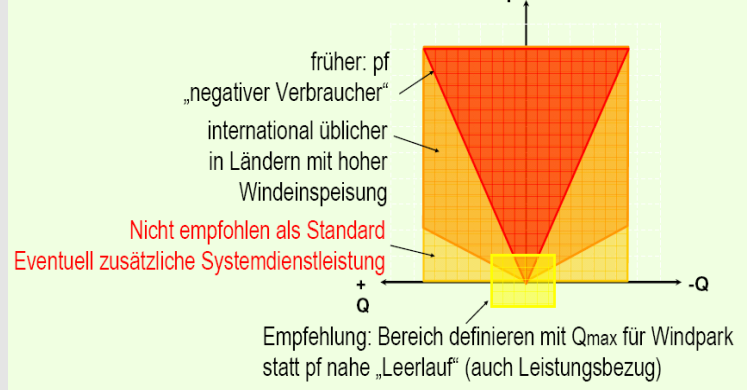 früher: pf
„negativer Verbraucher“
international üblicher
in Ländern mit hoher
Windeinspeisung
Nicht empfohlen als Standard
Eventuell zusätzliche Systemdienstleistung
+
Q
-Q
Empfehlung: Bereich definieren mit Qmax für Windpark
statt pf nahe „Leerlauf“ (auch Leistungsbezug)